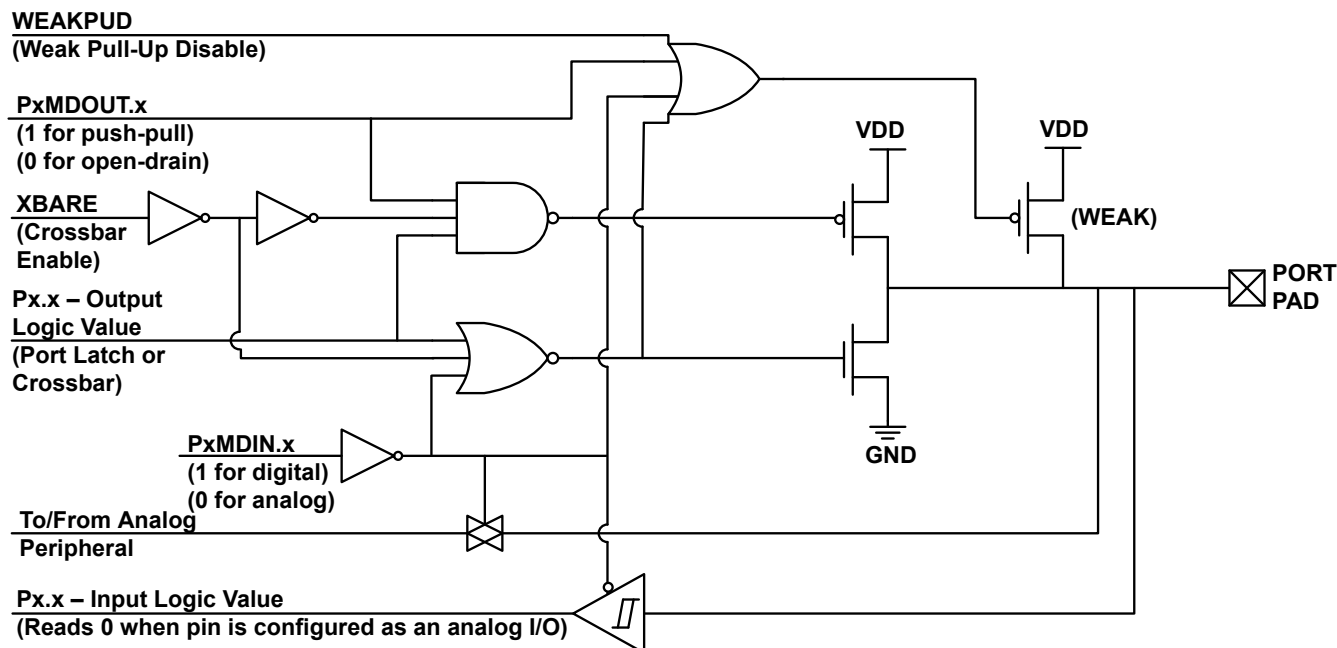 WEAKPUD
(Weak Pull-Up Disable)
PxMDOUT.x
(1 for push-pull)
(0 for open-drain)
XBARE
(Crossbar
Enable)
Px.x – Output
Logic Value
(Port Latch or
Crossbar)
PxMDIN.x
(1 for digital)
(0 for analog)
To/From Analog
Peripheral
Px.x – Input Logic Value
(Reads 0 when pin is configured as an analog I/O)
VDD
VDD
(WEAK)
GND
PORT
PAD